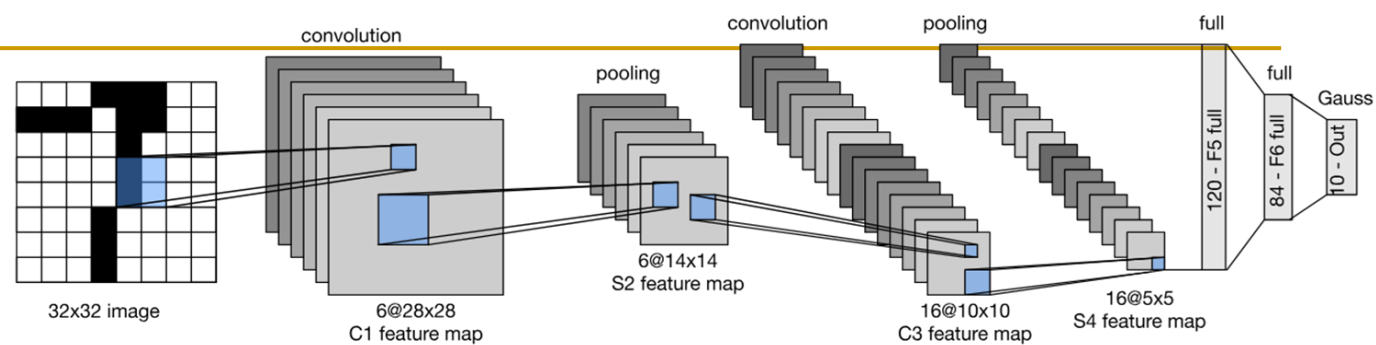 convolution
pooling
convolution
pooling
full
full
Gauss
120 - F5 full
84 - F6 full
10 - Out
32x32 image
6@28x28
C1 feature map
6@14x14
S2 feature map
16@10x10
C3 feature map
16@5x5
S4 feature map